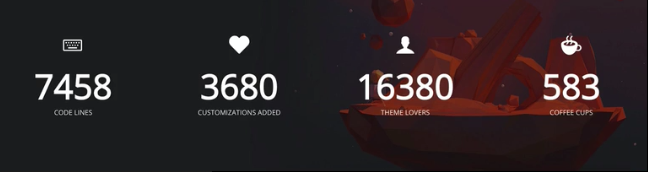 7458
CODE LINES
3680
CUSTOMIZATIONS ADDED
16380
THEME LOVERS
583
COFFEE CUPS